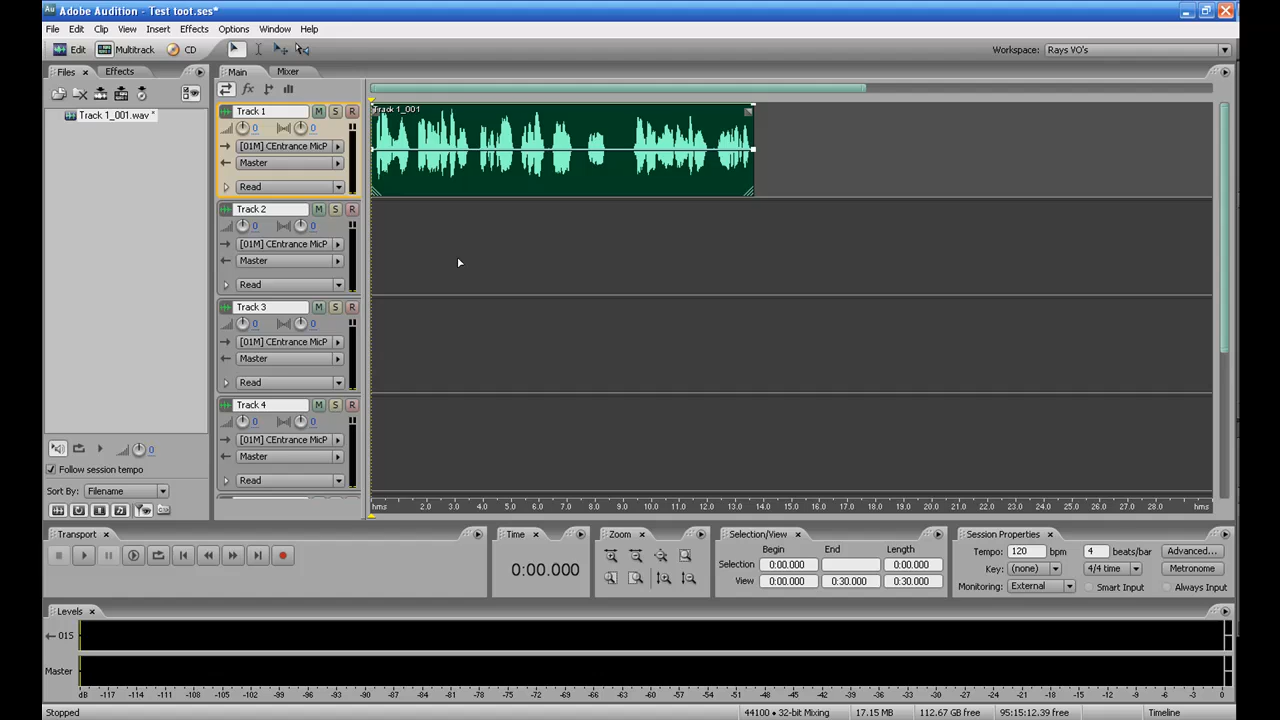 Adobe Audition - Test toot.ses*
File Edit Clip View Insert Effects Options Window Help
Edit Multitrack CD Workspace: Ray's VO's
Files Effects Main Mixer
Track 1_001.wav *
Track 1 M S R
0 0
[01M] CEntrance MicP
Master
Read
Track 1_001
Track 2 M S R
0 0
[01M] CEntrance MicP
Master
Read
Track 3 M S R
0 0
[01M] CEntrance MicP
Master
Read
Track 4 M S R
0 0
[01M] CEntrance MicP
Master
Read
0
Follow session tempo
Sort By: Filename
hms 2.0 3.0 4.0 5.0 6.0 7.0 8.0 9.0 10.0 11.0 12.0 13.0 14.0 15.0 16.0 17.0 18.0 19.0 20.0 21.0 22.0 23.0 24.0 25.0 26.0 27.0 28.0 hms
Transport Time Zoom Selection/View Session Properties
0:00.000
Begin End Length
Selection 0:00.000 0:00.000
View 0:00.000 0:30.000 0:30.000
Tempo: 120 bpm 4 beats/bar Advanced...
Key: (none) 4/4 time Metronome
Monitoring: External Smart Input Always Input
Levels
015
Master
dB -117 -114 -111 -108 -105 -102 -99 -96 -93 -90 -87 -84 -81 -78 -75 -72 -69 -66 -63 -60 -57 -54 -51 -48 -45 -42 -39 -36 -33 -30 -27 -24 -21 -18 -15 -12 -9 -6 -3 0
Stopped 44100 • 32-bit Mixing 17.15 MB 112.67 GB free 95:15:12.39 free Timeline